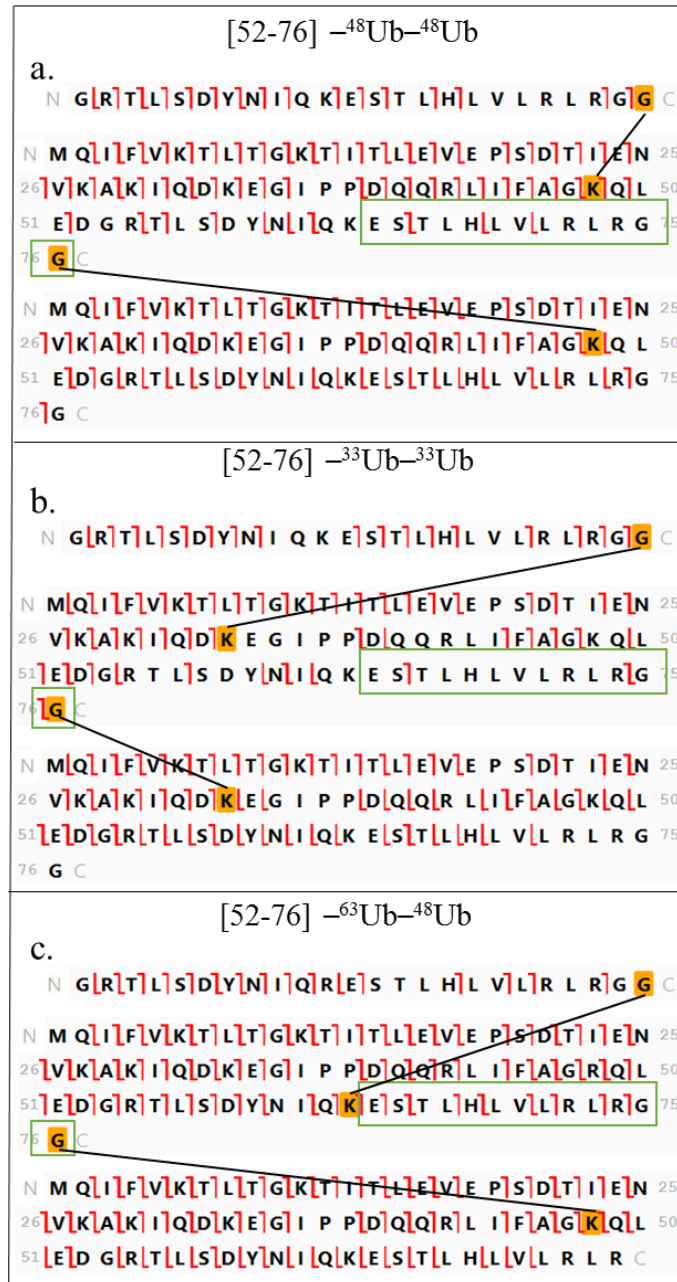 [52-76] –⁴⁸Ub–⁴⁸Ub
a.
N G R T L S D Y N I Q K E S T L H L V L R L R G G C
N M Q I F V K T L T G K T I T L E V E P S D T I E N 25
26 V K A K I Q D K E G I P P D Q Q R L I F A G K Q L 50
51 E D G R T L S D Y N I Q K E S T L H L V L R L R G 75
76 G C
N M Q I F V K T L T G K T I T L E V E P S D T I E N 25
26 V K A K I Q D K E G I P P D Q Q R L I F A G K Q L 50
51 E D G R T L S D Y N I Q K E S T L H L V L R L R G 75
76 G C
[52-76] –³³Ub–³³Ub
b.
N G R T L S D Y N I Q K E S T L H L V L R L R G G C
N M Q I F V K T L T G K T I T L E V E P S D T I E N 25
26 V K A K I Q D K E G I P P D Q Q R L I F A G K Q L 50
51 E D G R T L S D Y N I Q K E S T L H L V L R L R G 75
76 G C
N M Q I F V K T L T G K T I T L E V E P S D T I E N 25
26 V K A K I Q D K E G I P P D Q Q R L I F A G K Q L 50
51 E D G R T L S D Y N I Q K E S T L H L V L R L R G 75
76 G C
[52-76] –⁶³Ub–⁴⁸Ub
c.
N G R T L S D Y N I Q R E S T L H L V L R L R G G C
N M Q I F V K T L T G K T I T L E V E P S D T I E N 25
26 V K A K I Q D K E G I P P D Q Q R L I F A G R Q L 50
51 E D G R T L S D Y N I Q K E S T L H L V L R L R G 75
76 G C
N M Q I F V K T L T G K T I T L E V E P S D T I E N 25
26 V K A K I Q D K E G I P P D Q Q R L I F A G K Q L 50
51 E D G R T L S D Y N I Q K E S T L H L V L R L R C